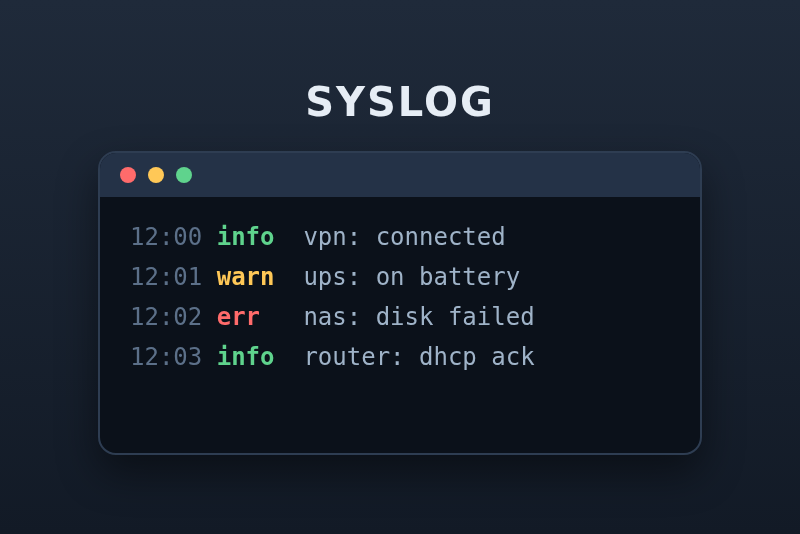 SYSLOG
12:00 info  vpn: connected
12:01 warn  ups: on battery
12:02 err   nas: disk failed
12:03 info  router: dhcp ack